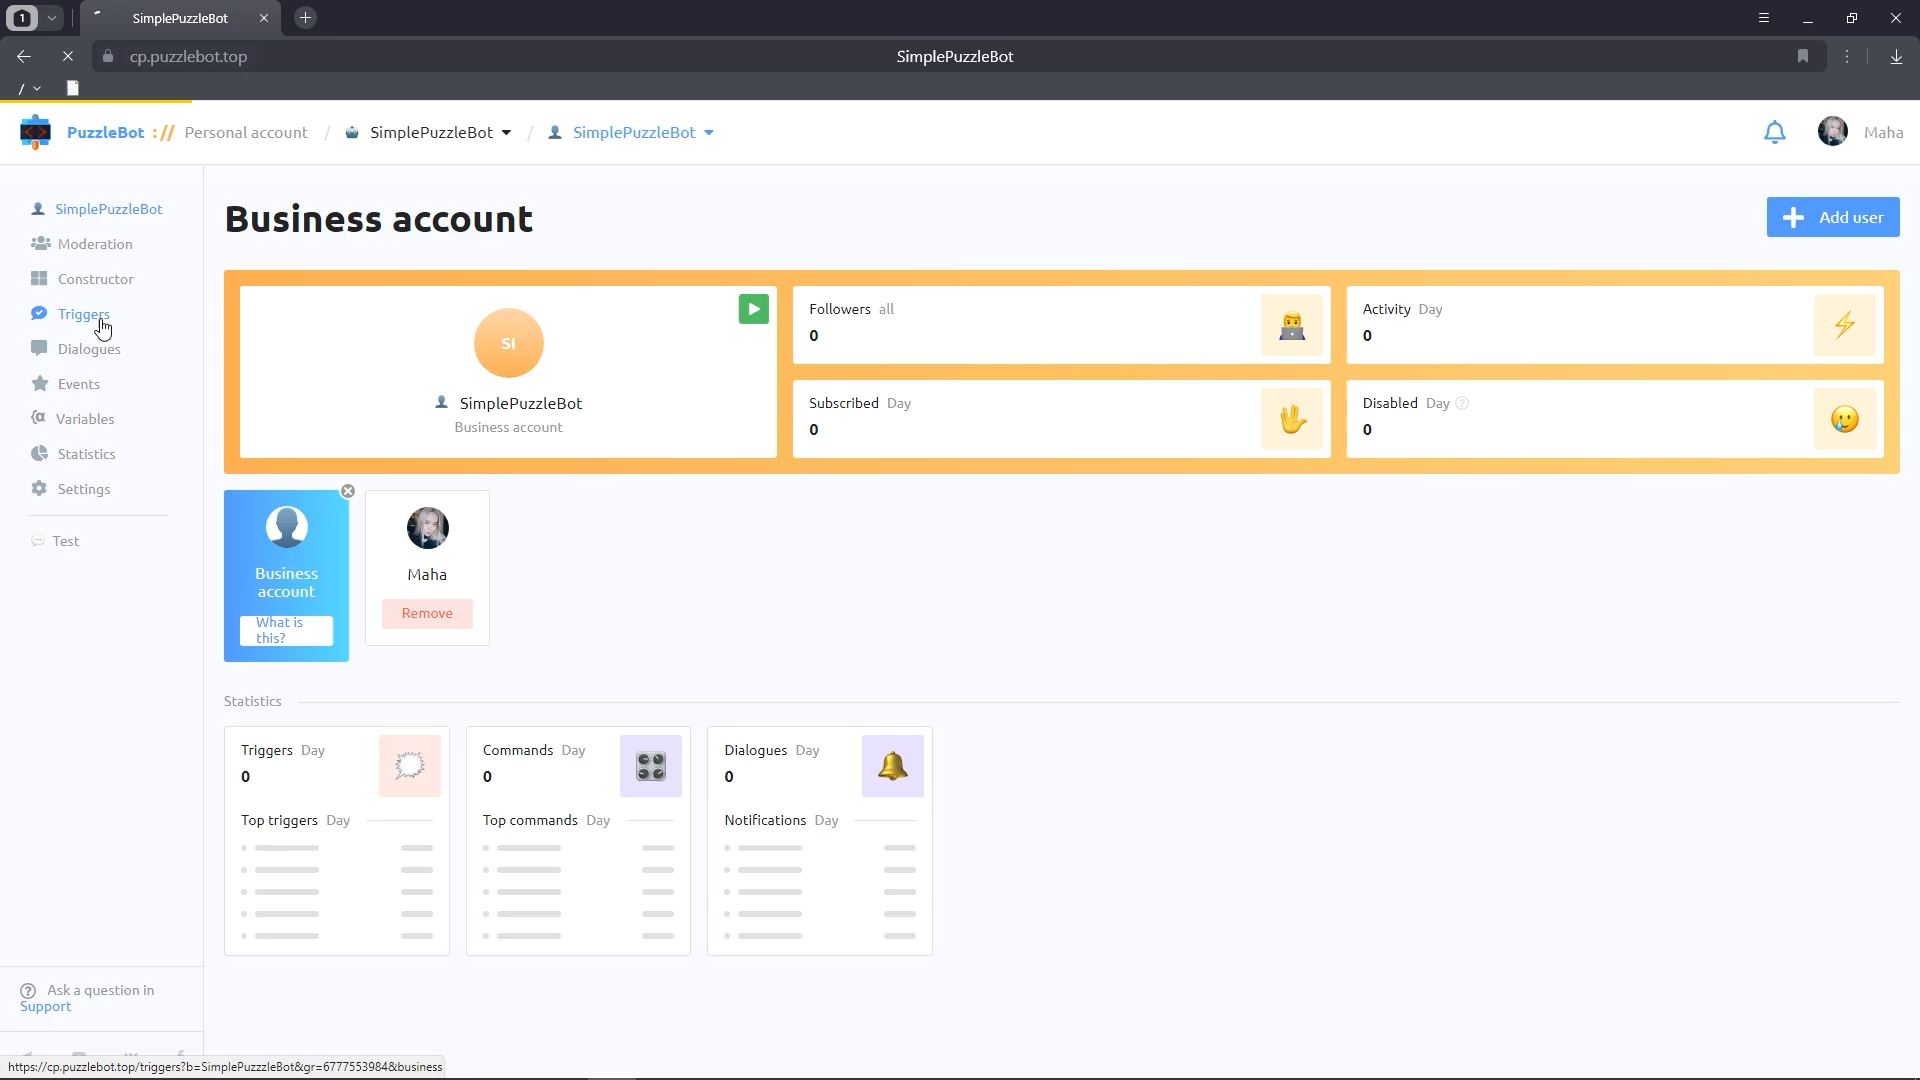 1
SimplePuzzleBot
cp.puzzlebot.top
SimplePuzzleBot
/
PuzzleBot :// Personal account / SimplePuzzleBot / SimplePuzzleBot
Maha
SimplePuzzleBot
Moderation
Constructor
Triggers
Dialogues
Events
Variables
Statistics
Settings
Test
Ask a question in
Support
Business account
Add user
SI
SimplePuzzleBot
Business account
Followers all
0
Activity Day
0
Subscribed Day
0
Disabled Day
0
Business
account
What is
this?
Maha
Remove
Statistics
Triggers Day
0
Top triggers Day
Commands Day
0
Top commands Day
Dialogues Day
0
Notifications Day
https://cp.puzzlebot.top/triggers?b=SimplePuzzzleBot&gr=6777553984&business